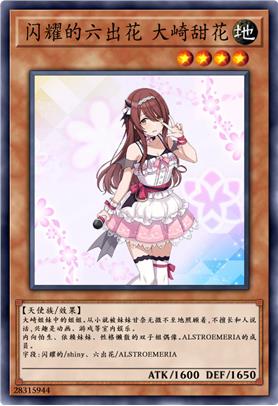 闪耀的六出花 大崎甜花
地
【天使族/效果】
大崎姐妹中的姐姐,从小就被妹妹甘奈无微不至地照顾着,不擅长和人说
话,兴趣是动画、游戏等室内娱乐。
内向怕生、依赖妹妹、性格懒散的双子姐偶像,ALSTROEMERIA的成
员。
字段:闪耀的/shiny、六出花/ALSTROEMERIA
ATK/1600 DEF/1650
28315944